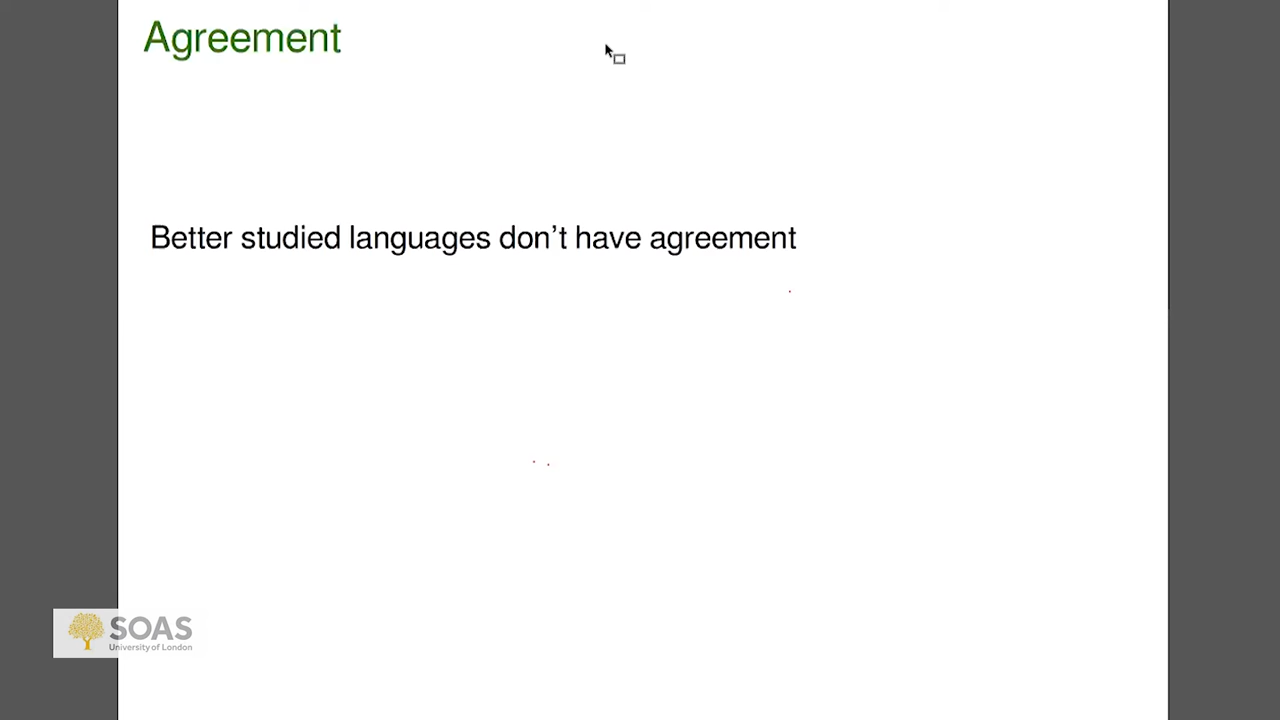 Agreement
Better studied languages don't have agreement
SOAS
University of London